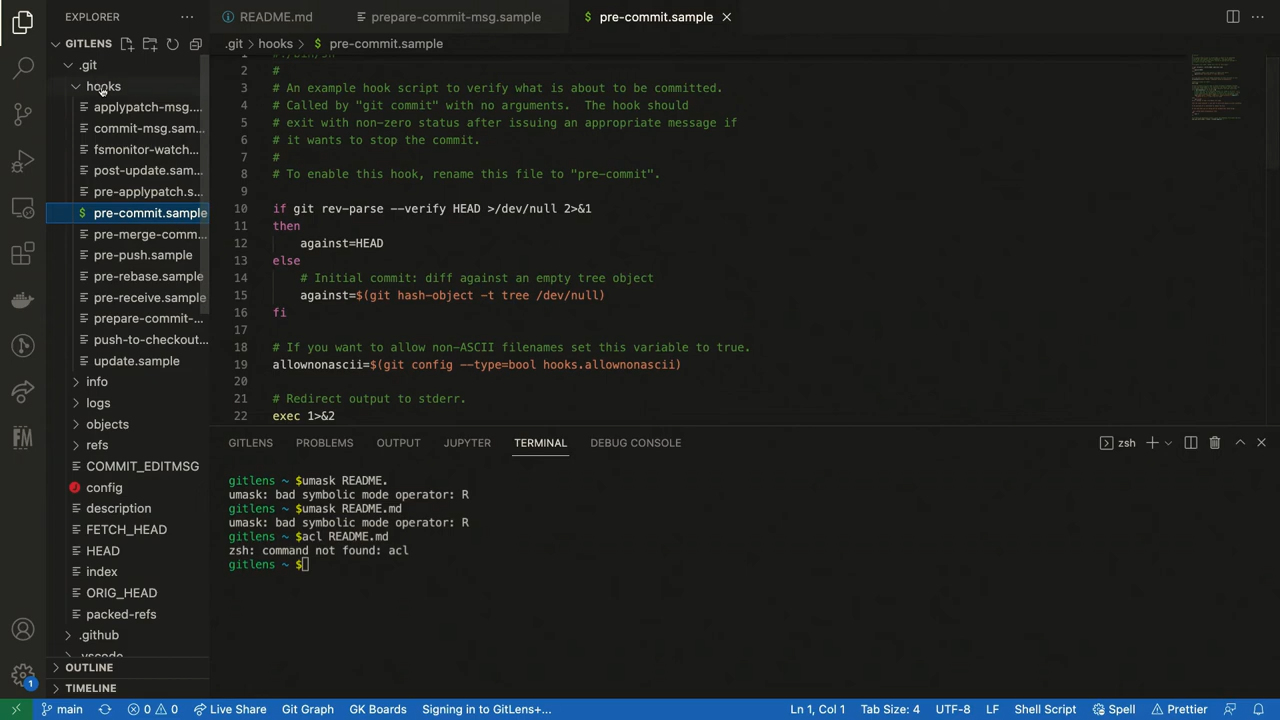 EXPLORER
GITLENS
.git
hooks
applypatch-msg....
commit-msg.sam...
fsmonitor-watch...
post-update.sam...
pre-applypatch.s...
pre-commit.sample
pre-merge-comm...
pre-push.sample
pre-rebase.sample
pre-receive.sample
prepare-commit-...
push-to-checkout...
update.sample
info
logs
objects
refs
COMMIT_EDITMSG
config
description
FETCH_HEAD
HEAD
index
ORIG_HEAD
packed-refs
.github
.vscode
OUTLINE
TIMELINE
README.md prepare-commit-msg.sample pre-commit.sample
.git > hooks > $ pre-commit.sample
1 #!/bin/sh
2 #
3 # An example hook script to verify what is about to be committed.
4 # Called by "git commit" with no arguments.  The hook should
5 # exit with non-zero status after issuing an appropriate message if
6 # it wants to stop the commit.
7 #
8 # To enable this hook, rename this file to "pre-commit".
9
10 if git rev-parse --verify HEAD >/dev/null 2>&1
11 then
12     against=HEAD
13 else
14     # Initial commit: diff against an empty tree object
15     against=$(git hash-object -t tree /dev/null)
16 fi
17
18 # If you want to allow non-ASCII filenames set this variable to true.
19 allownonascii=$(git config --type=bool hooks.allownonascii)
20
21 # Redirect output to stderr.
22 exec 1>&2
GITLENS PROBLEMS OUTPUT JUPYTER TERMINAL DEBUG CONSOLE zsh
gitlens ~ $umask README.
umask: bad symbolic mode operator: R
gitlens ~ $umask README.md
umask: bad symbolic mode operator: R
gitlens ~ $acl README.md
zsh: command not found: acl
gitlens ~ $
FM
1
main 0 0 Live Share Git Graph GK Boards Signing in to GitLens+... Ln 1, Col 1 Tab Size: 4 UTF-8 LF Shell Script Spell Prettier